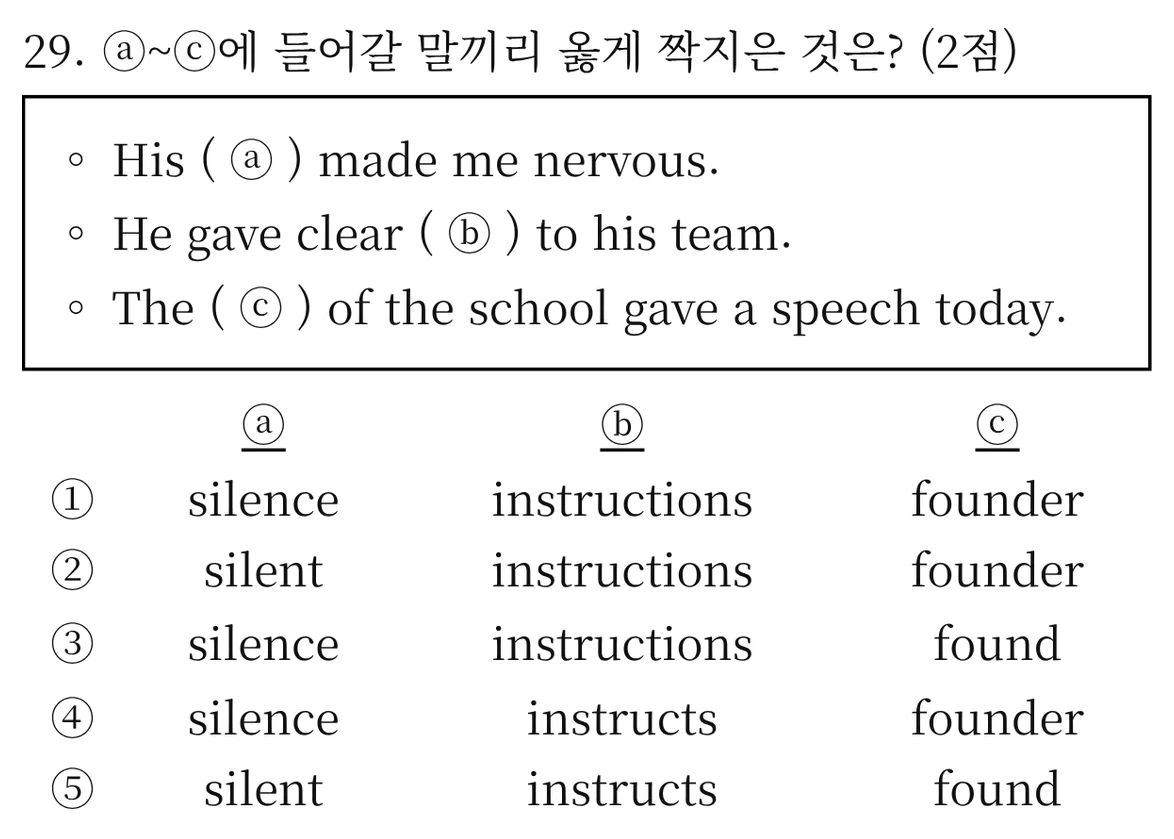 29. ⓐ~ⓒ에 들어갈 말끼리 옳게 짝지은 것은? (2점)
◦ His ( ⓐ ) made me nervous.
◦ He gave clear ( ⓑ ) to his team.
◦ The ( ⓒ ) of the school gave a speech today.
ⓐ ⓑ ⓒ
① silence instructions founder
② silent instructions founder
③ silence instructions found
④ silence instructs founder
⑤ silent instructs found